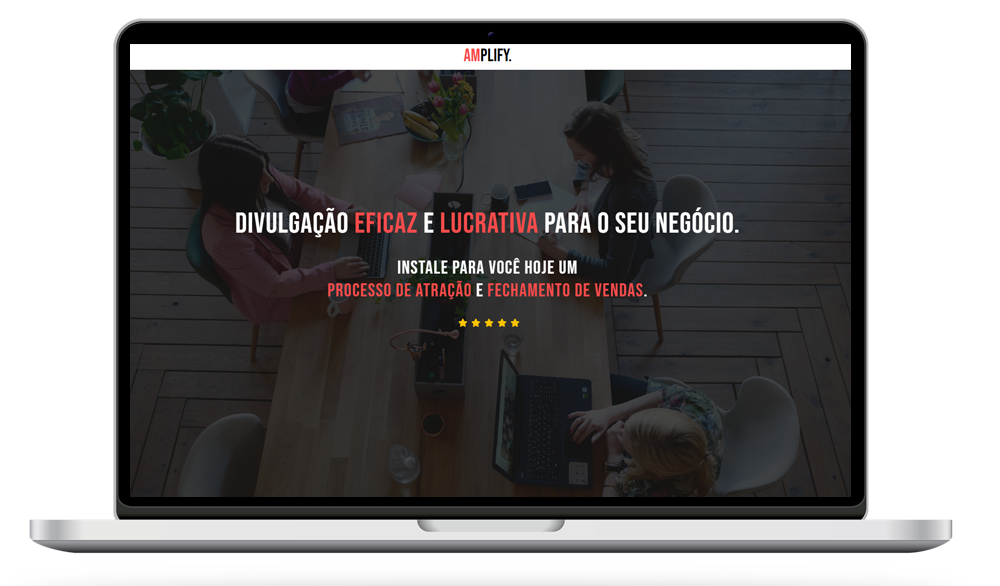 AMPLIFY.
DIVULGAÇÃO EFICAZ E LUCRATIVA PARA O SEU NEGÓCIO.
INSTALE PARA VOCÊ HOJE UM
PROCESSO DE ATRAÇÃO E FECHAMENTO DE VENDAS.